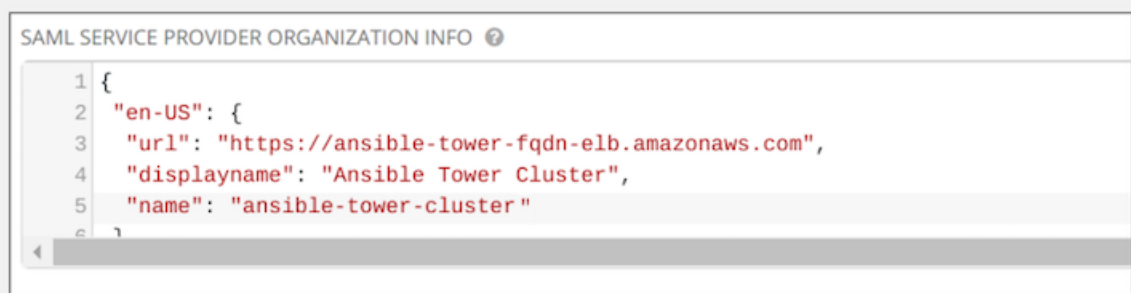 SAML SERVICE PROVIDER ORGANIZATION INFO ?
1 {
2 "en-US": {
3 "url": "https://ansible-tower-fqdn-elb.amazonaws.com",
4 "displayname": "Ansible Tower Cluster",
5 "name": "ansible-tower-cluster"
6 }